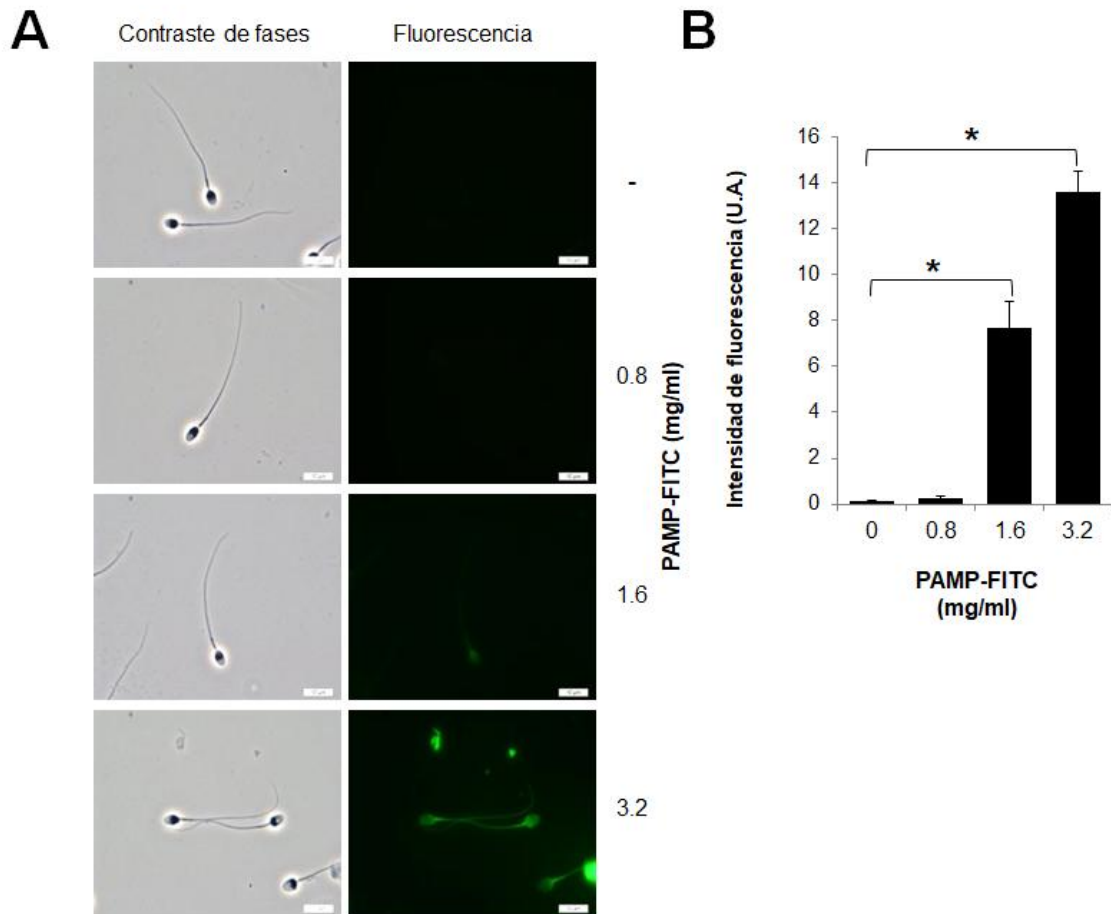 A
Contraste de fases
Fluorescencia
-
0.8
1.6
3.2
PAMP-FITC (mg/ml)
B
Intensidad de fluorescencia (U.A.)
16
14
12
10
8
6
4
2
0
*
*
0
0.8
1.6
3.2
PAMP-FITC
(mg/ml)